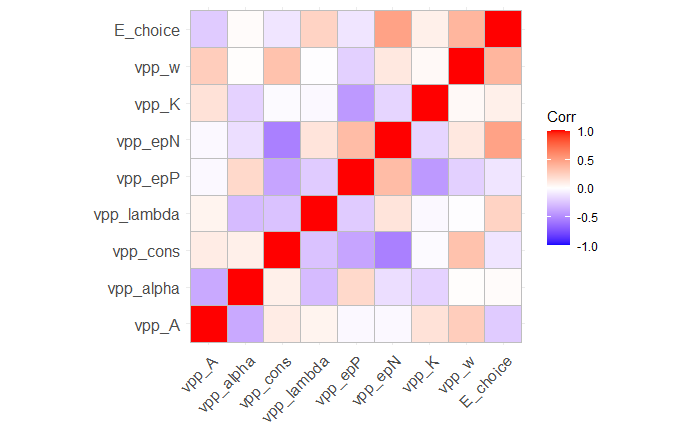 E_choice
vpp_w
vpp_K
vpp_epN
vpp_epP
vpp_lambda
vpp_cons
vpp_alpha
vpp_A
vpp_A
vpp_alpha
vpp_cons
vpp_lambda
vpp_epP
vpp_epN
vpp_K
vpp_w
E_choice
Corr
1.0
0.5
0.0
-0.5
-1.0